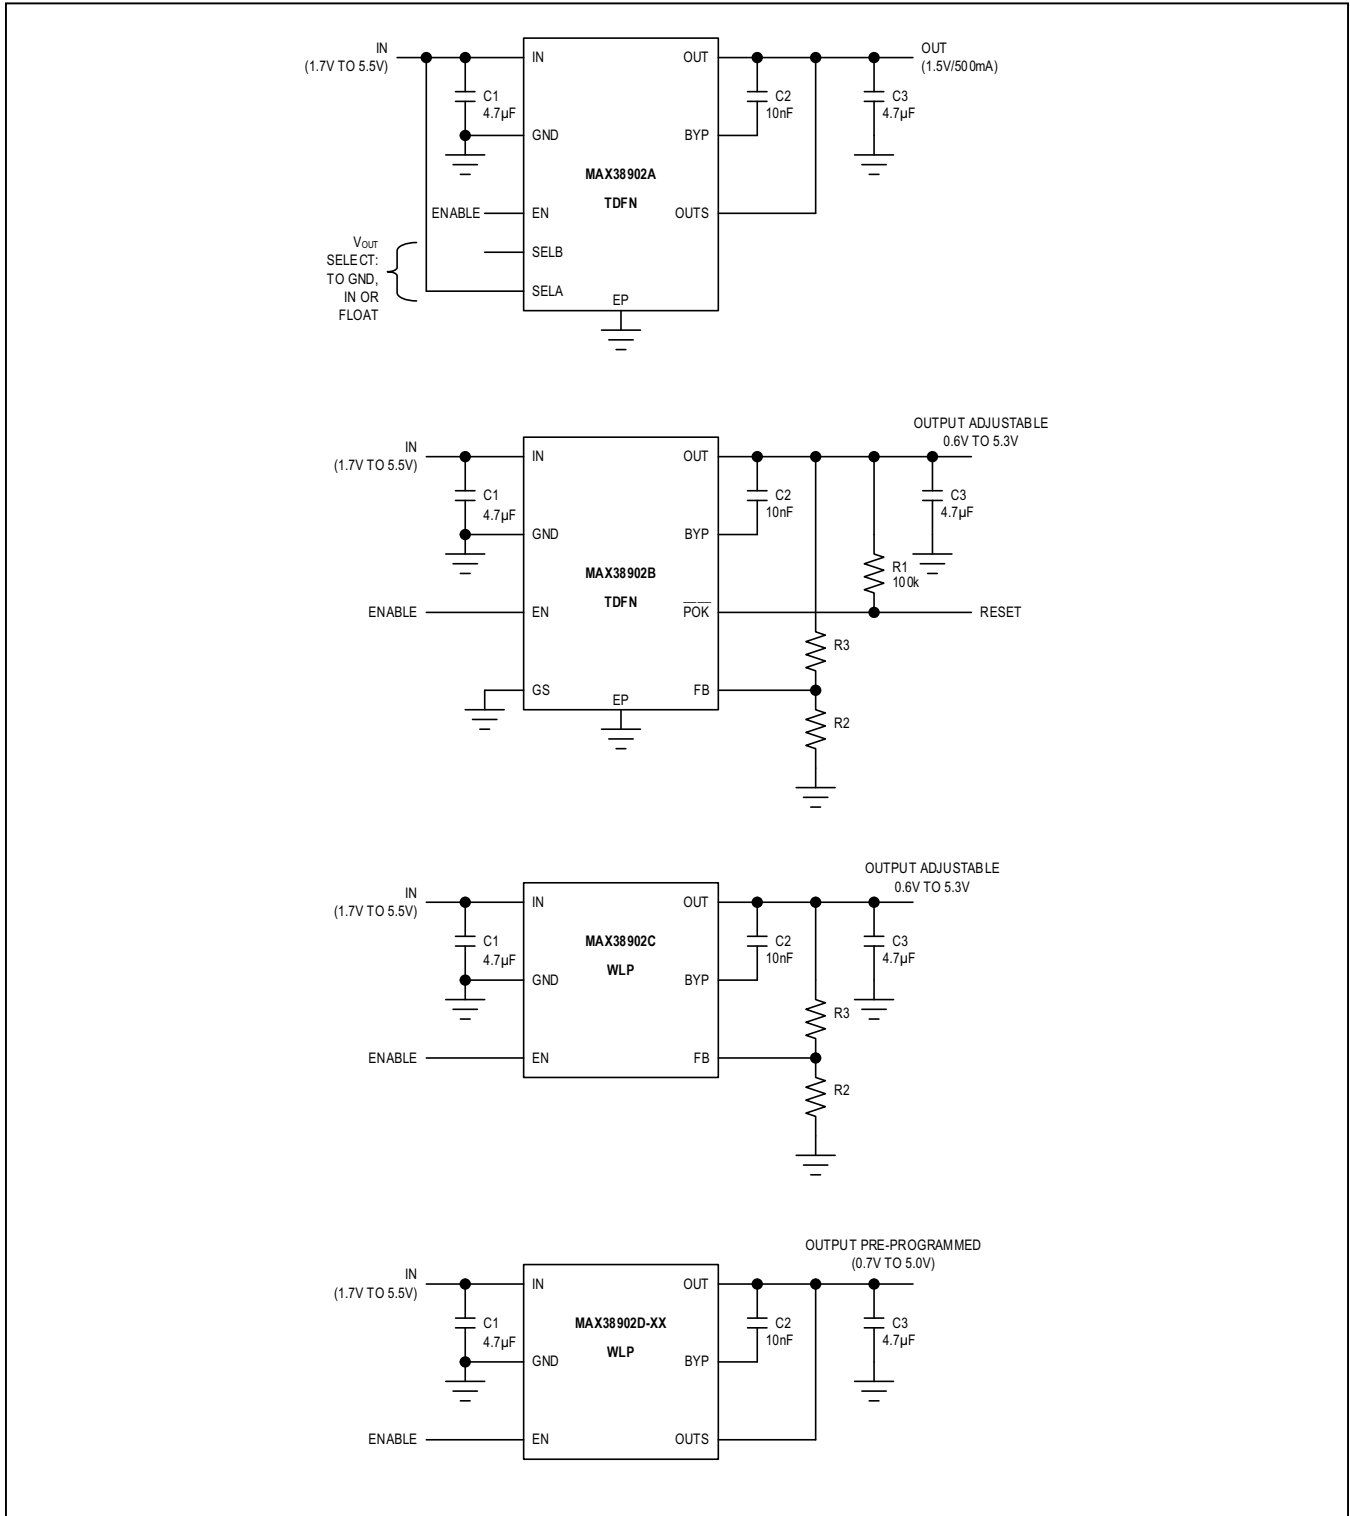 IN
(1.7V TO 5.5V)
IN
OUT
OUT
(1.5V/500mA)
C1
4.7µF
C2
10nF
C3
4.7µF
GND
BYP
MAX38902A
TDFN
ENABLE
EN
OUTS
VOUT
SELECT:
TO GND,
IN OR
FLOAT
SELB
SELA
EP
OUTPUT ADJUSTABLE
0.6V TO 5.3V
IN
(1.7V TO 5.5V)
IN
OUT
C1
4.7µF
C2
10nF
C3
4.7µF
GND
BYP
MAX38902B
TDFN
R1
100k
ENABLE
EN
POK
RESET
R3
GS
EP
FB
R2
OUTPUT ADJUSTABLE
0.6V TO 5.3V
IN
(1.7V TO 5.5V)
IN
OUT
C1
4.7µF
MAX38902C
WLP
C2
10nF
C3
4.7µF
GND
BYP
R3
ENABLE
EN
FB
R2
OUTPUT PRE-PROGRAMMED
(0.7V TO 5.0V)
IN
(1.7V TO 5.5V)
IN
OUT
C1
4.7µF
MAX38902D-XX
WLP
C2
10nF
C3
4.7µF
GND
BYP
ENABLE
EN
OUTS